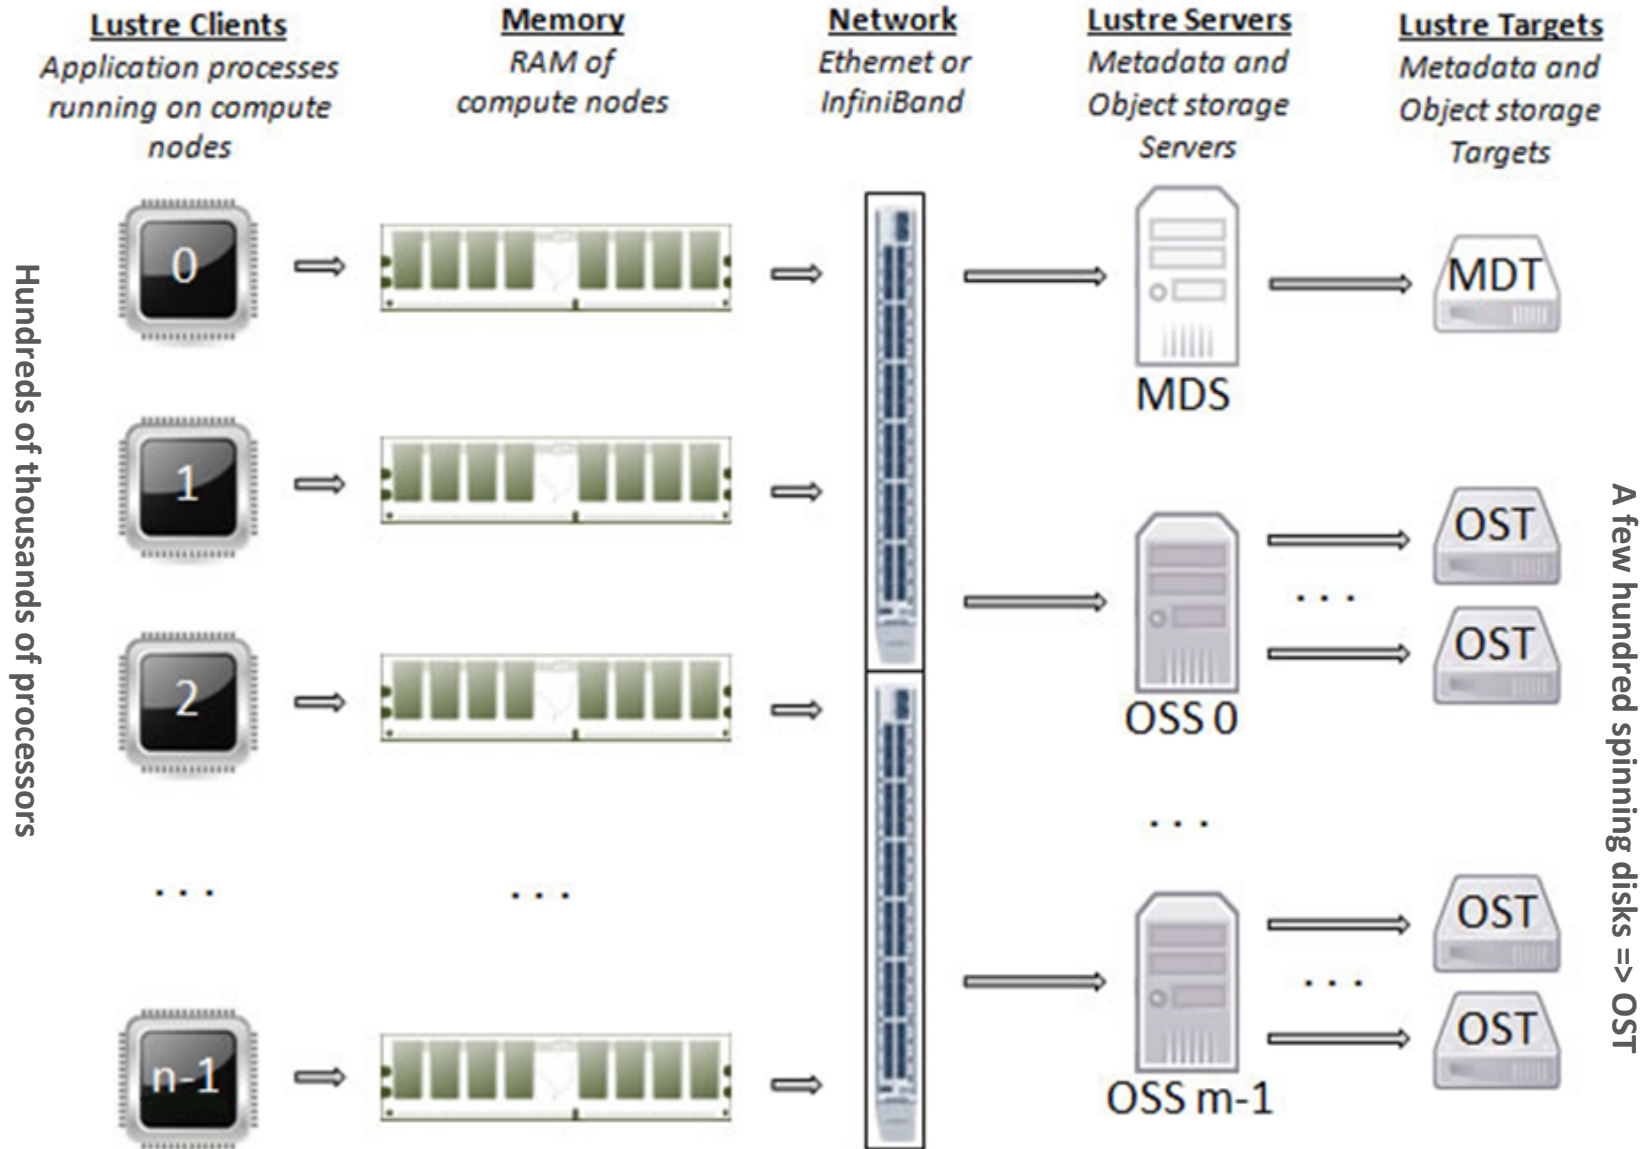 Lustre Clients
Application processes
running on compute
nodes
Memory
RAM of
compute nodes
Network
Ethernet or
InfiniBand
Lustre Servers
Metadata and
Object storage
Servers
Lustre Targets
Metadata and
Object storage
Targets
Hundreds of thousands of processors
0
1
2
. . .
n-1
. . .
MDS
OSS 0
. . .
OSS m-1
MDT
OST
. . .
OST
OST
. . .
OST
A few hundred spinning disks => OST